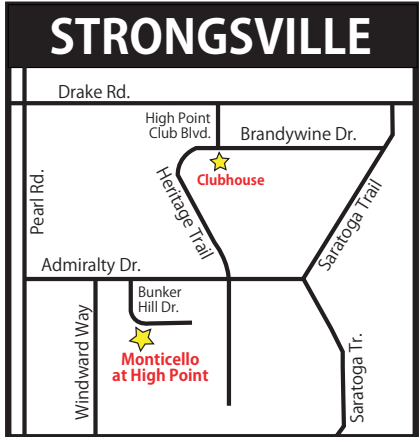 STRONGSVILLE
Drake Rd.
High Point
Club Blvd.
Brandywine Dr.
Clubhouse
Heritage Trail
Saratoga Trail
Pearl Rd.
Admiralty Dr.
Bunker
Hill Dr.
Windward Way
Monticello
at High Point
Saratoga Tr.